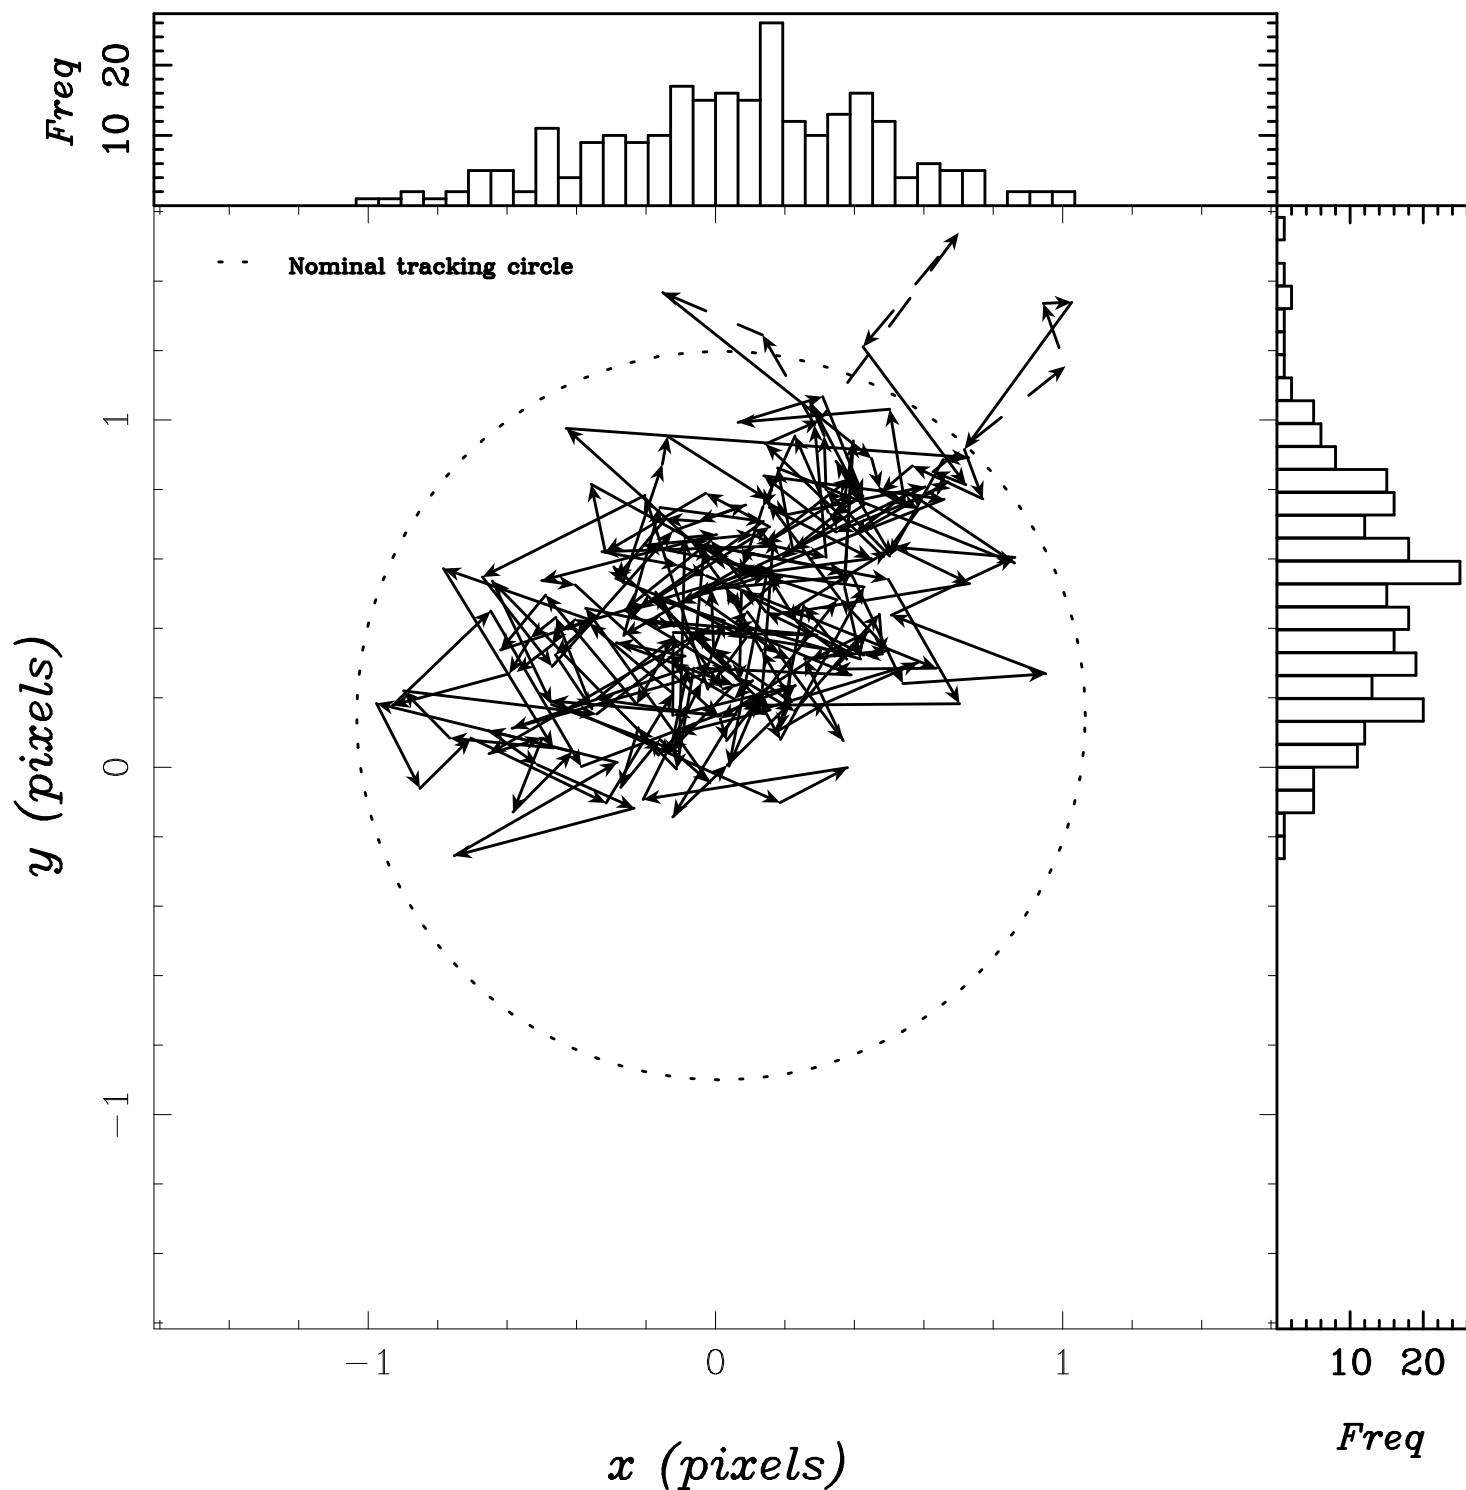 Freq
10 20
Nominal tracking circle
y (pixels)
1
0
−1
−1 0 1
10 20
x (pixels)
Freq